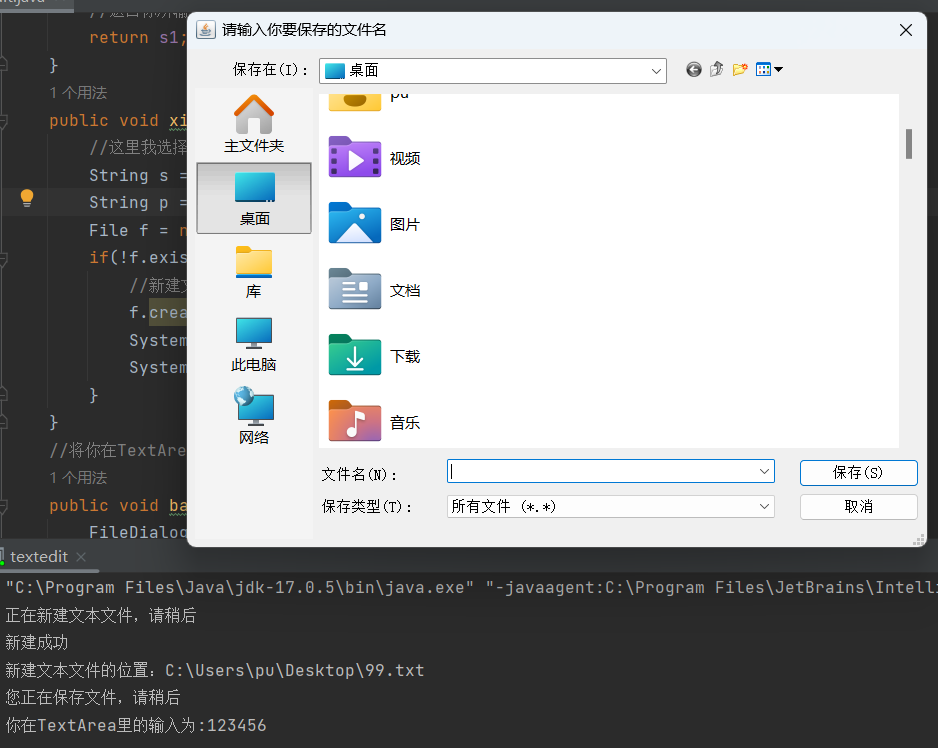 return s1;
}
1 个用法
public void xi
//这里我选择
String s =
String p =
File f = n
if(!f.exis
//新建文
f.crea
System
System
}
}
//将你在TextAre
1 个用法
public void ba
FileDialog
请输入你要保存的文件名
保存在(I):
桌面
主文件夹
桌面
库
此电脑
网络
pu
视频
图片
文档
下载
音乐
文件名(N):
保存(S)
保存类型(T):
所有文件 (*.*)
取消
textedit
"C:\Program Files\Java\jdk-17.0.5\bin\java.exe" "-javaagent:C:\Program Files\JetBrains\Intelli
正在新建文本文件，请稍后
新建成功
新建文本文件的位置：C:\Users\pu\Desktop\99.txt
您正在保存文件，请稍后
你在TextArea里的输入为:123456